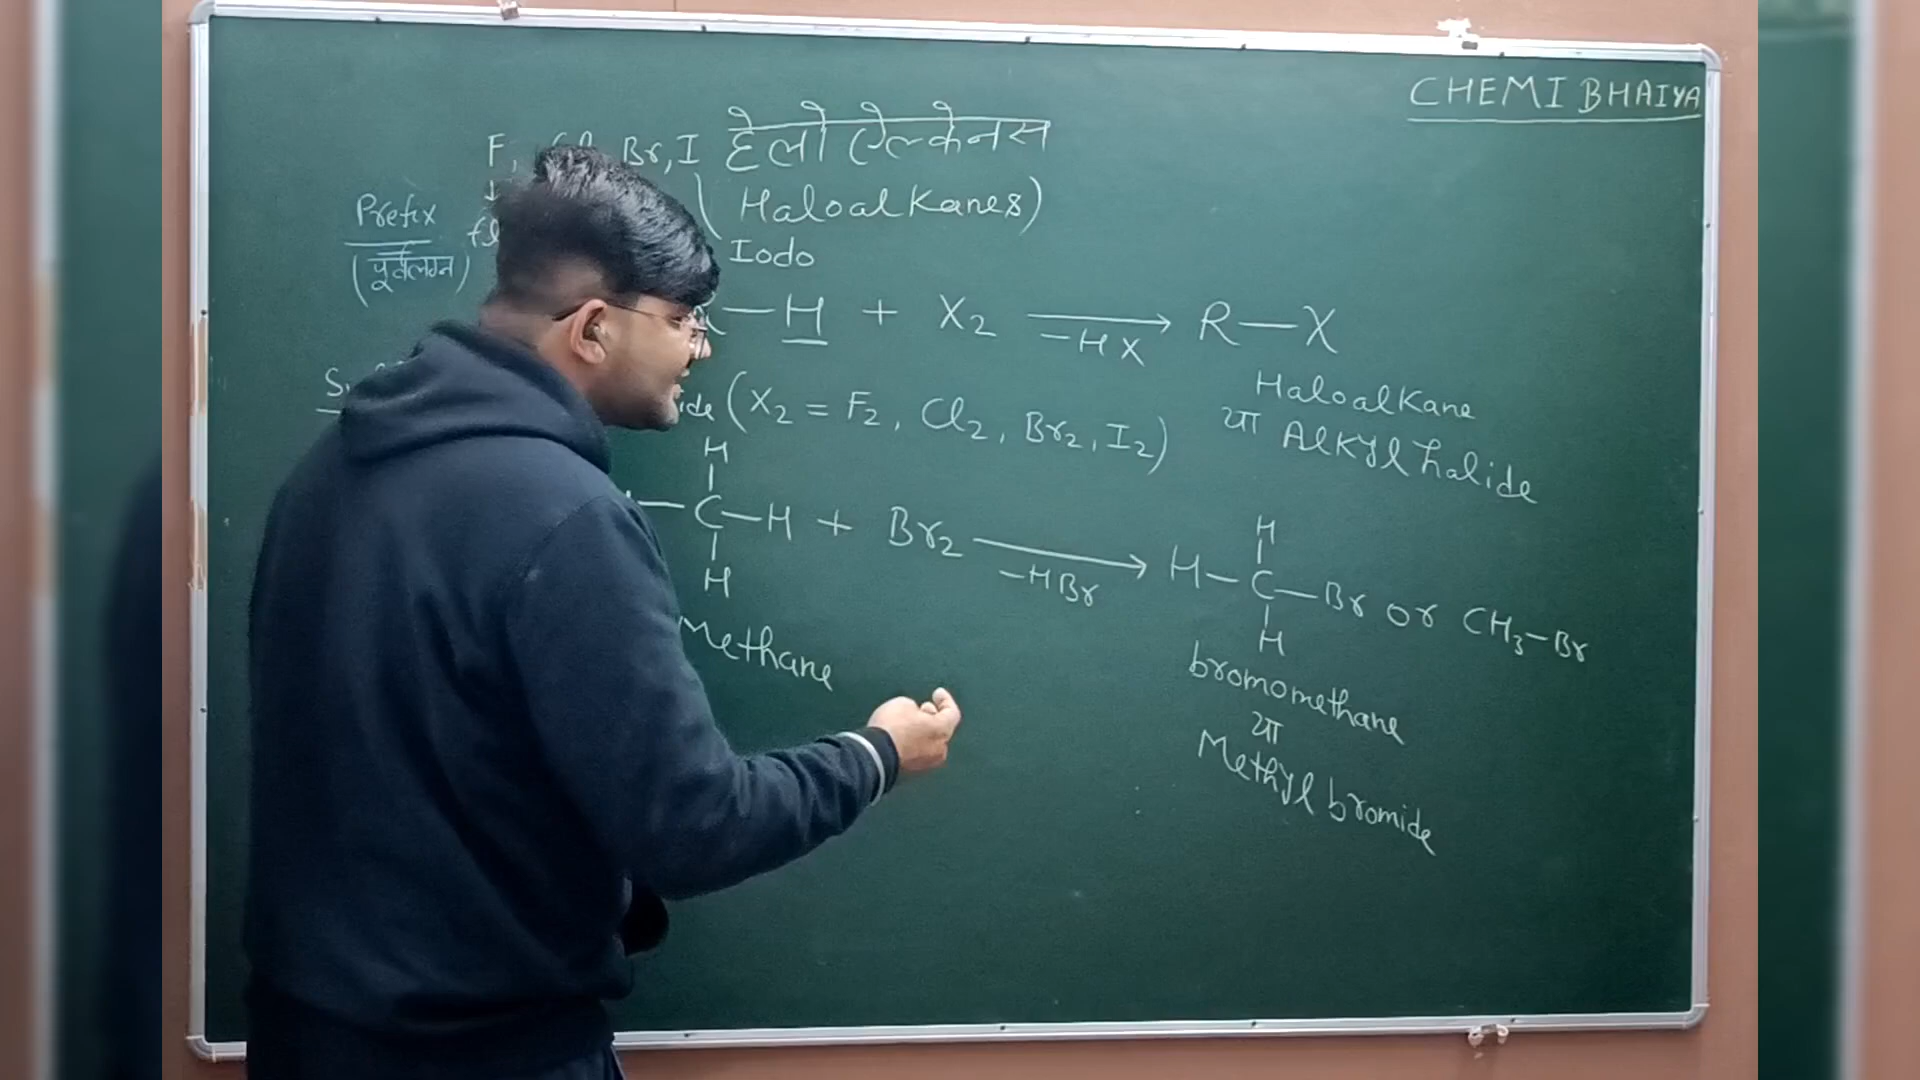 CHEMI BHAIYA
F, Br, I हेलो ऐल्केनस
(Haloalkanes)
Prefix
(पूर्वलग्न)
Iodo
—H + X2 —HX → R—X
Haloalkane
या Alkyl halide
(X2 = F2, Cl2, Br2, I2)
H H
—C—H + Br2 —HBr → H—C—Br or CH3—Br
H H
Methane bromomethane
या
Methyl bromide